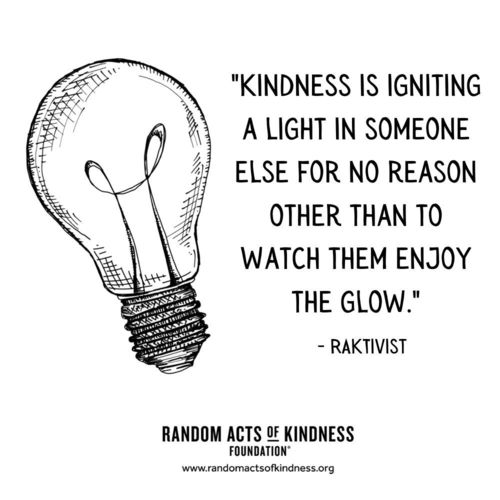 "KINDNESS IS IGNITING
A LIGHT IN SOMEONE
ELSE FOR NO REASON
OTHER THAN TO
WATCH THEM ENJOY
THE GLOW."
- RAKTIVIST
RANDOM ACTS OF KINDNESS
FOUNDATION®
www.randomactsofkindness.org